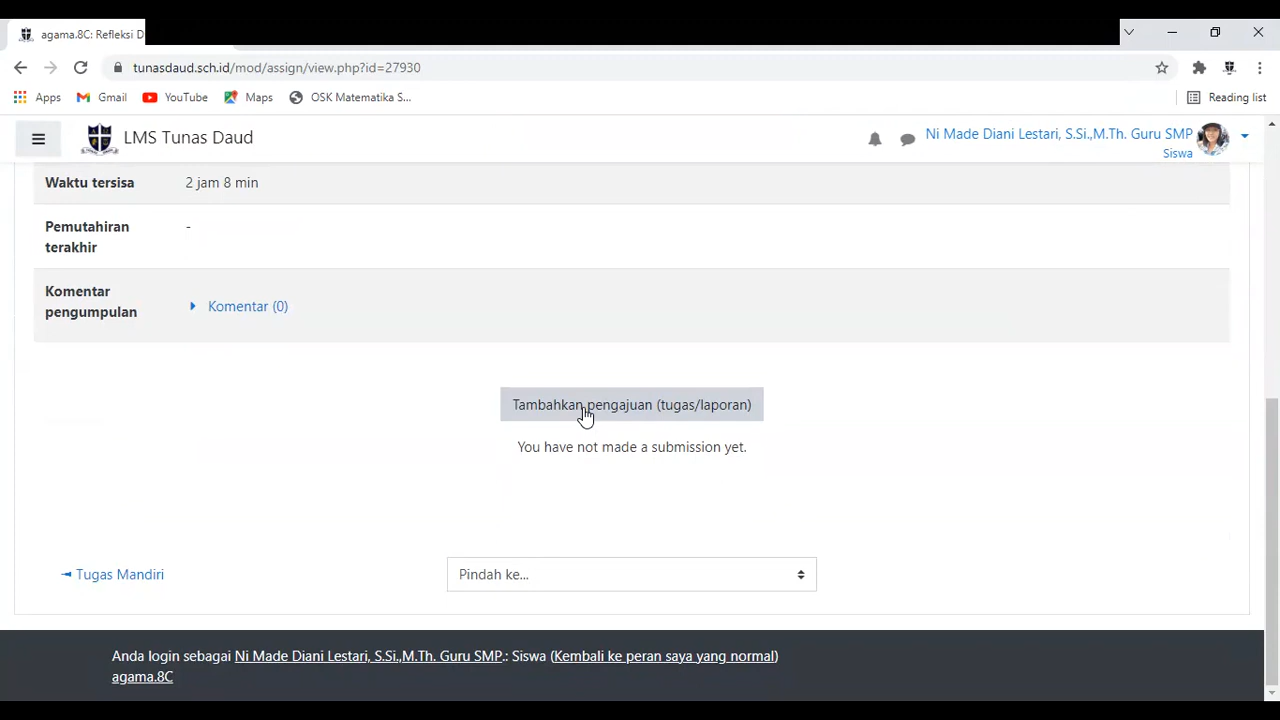 agama.8C: Refleksi D
tunasdaud.sch.id/mod/assign/view.php?id=27930
Apps Gmail YouTube Maps OSK Matematika S... Reading list
LMS Tunas Daud
Ni Made Diani Lestari, S.Si.,M.Th. Guru SMP
Siswa
Waktu tersisa 2 jam 8 min
Pemutahiran
terakhir
-
Komentar
pengumpulan
Komentar (0)
Tambahkan pengajuan (tugas/laporan)
You have not made a submission yet.
◄ Tugas Mandiri
Pindah ke...
Anda login sebagai Ni Made Diani Lestari, S.Si.,M.Th. Guru SMP.: Siswa (Kembali ke peran saya yang normal)
agama.8C